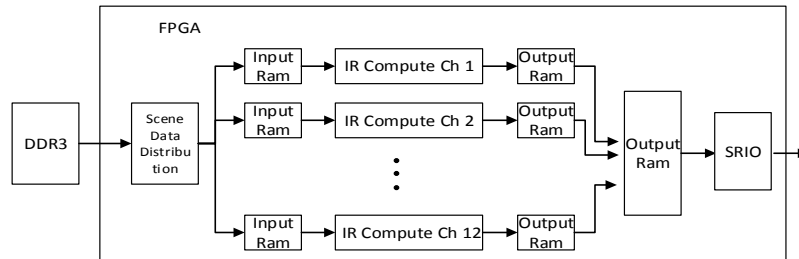 FPGA
DDR3
Scene
Data
Distribu
tion
Input
Ram
IR Compute Ch 1
Output
Ram
Input
Ram
IR Compute Ch 2
Output
Ram
Input
Ram
IR Compute Ch 12
Output
Ram
Output
Ram
SRIO